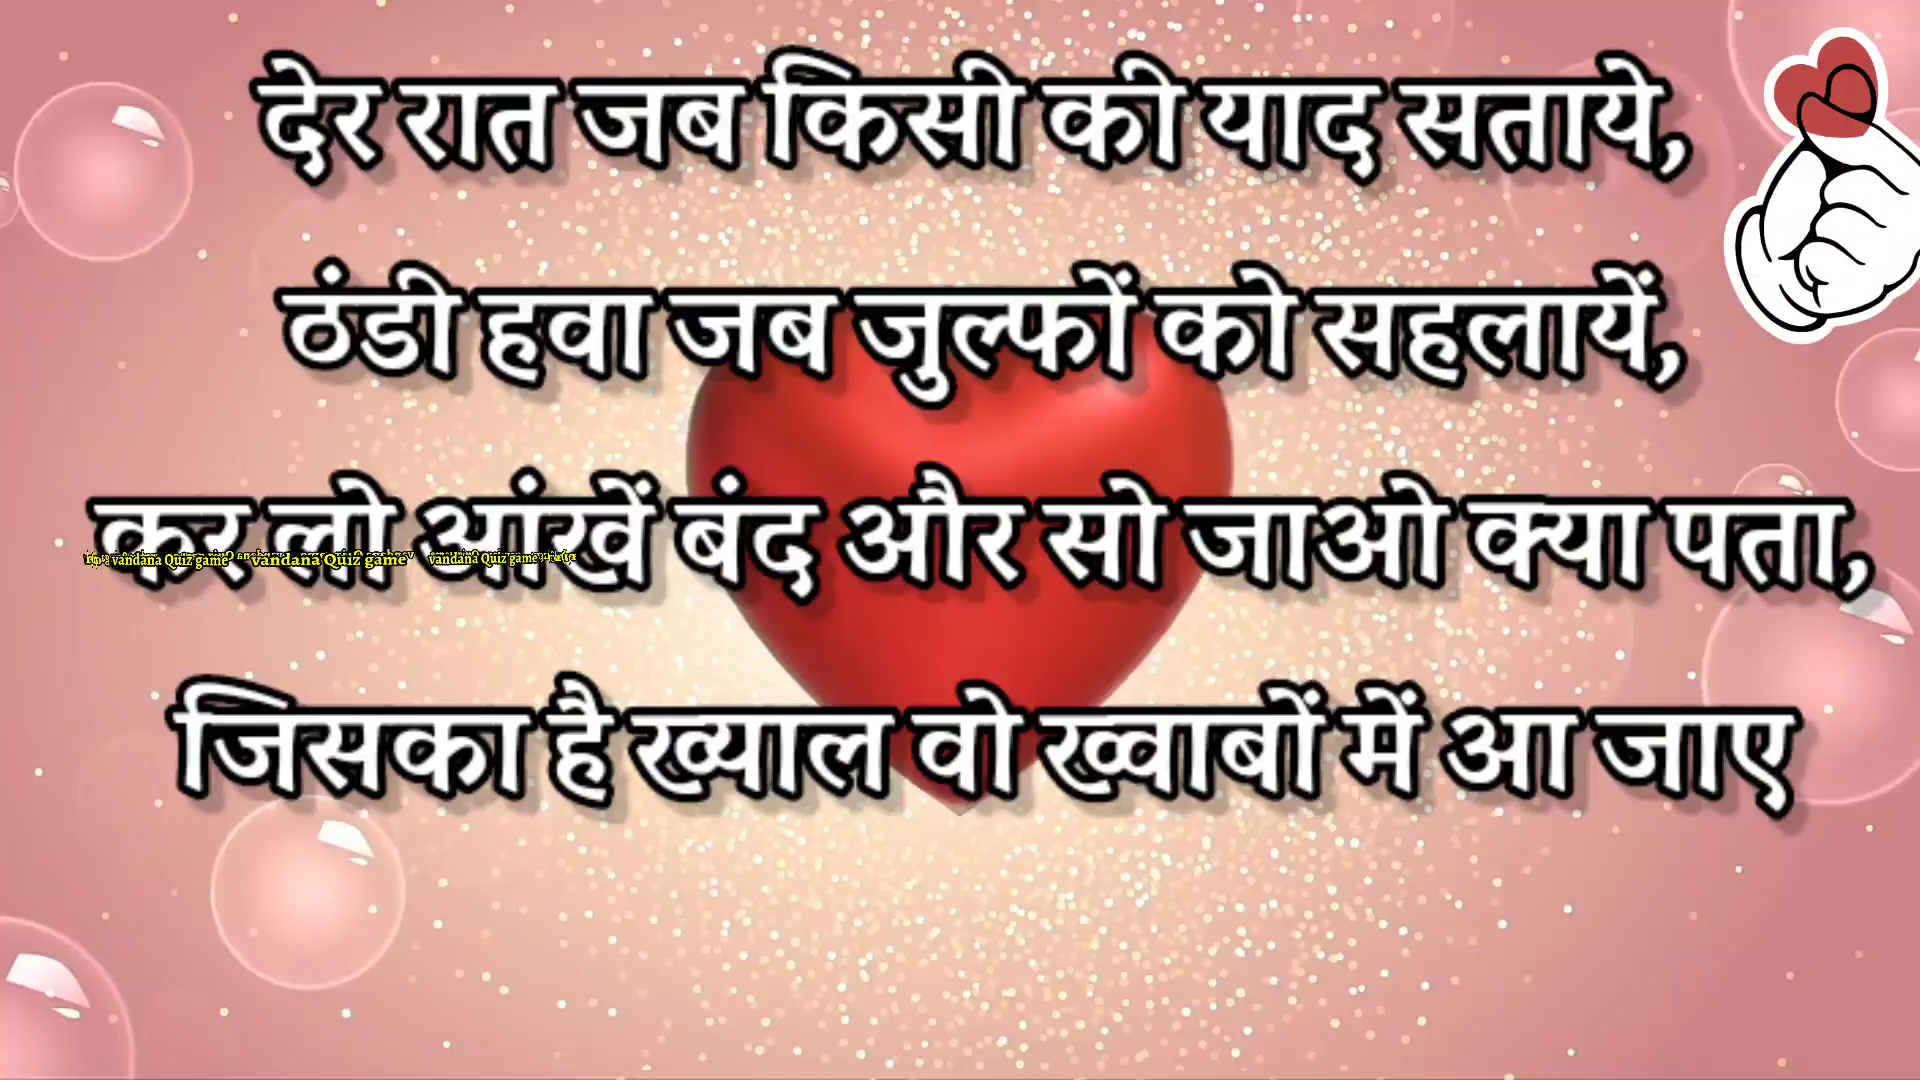 देर रात जब किसी की याद सताये,
ठंडी हवा जब जुल्फों को सहलायें,
कर लो आंखें बंद और सो जाओ क्या पता,
vandana Quiz game vandana Quiz game vandana Quiz game
जिसका है ख्याल वो ख्वाबों में आ जाए